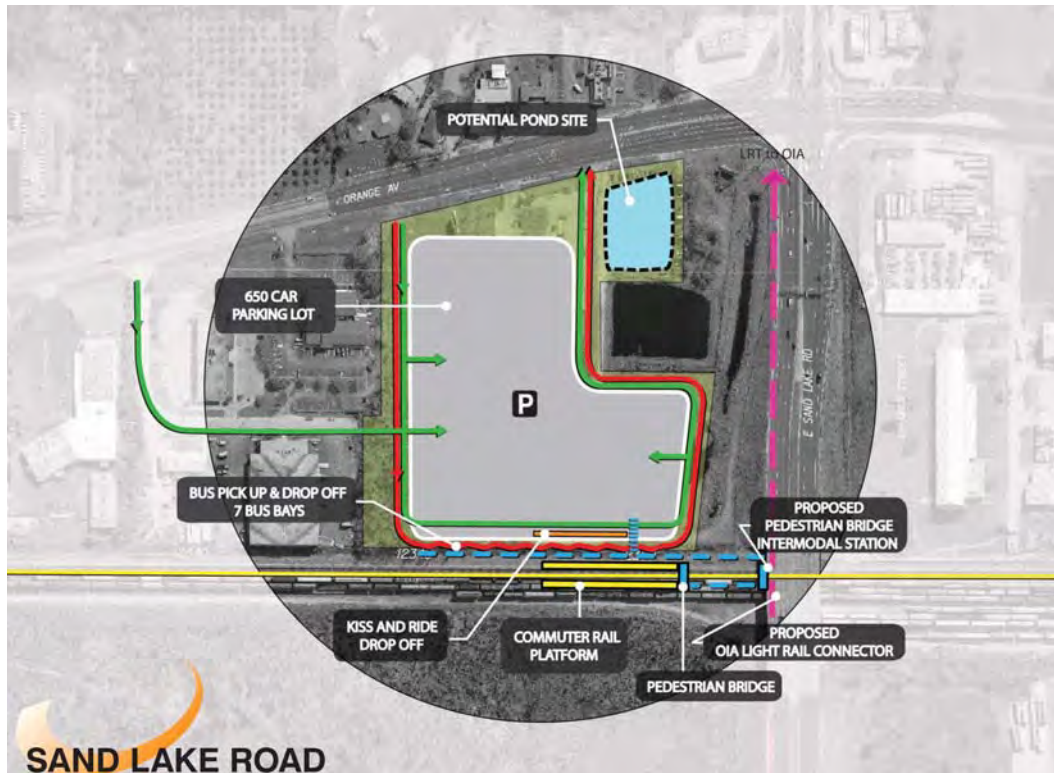 POTENTIAL POND SITE
LRT to OIA
ORANGE AV
650 CAR
PARKING LOT
E SAND LAKE RD
P
BUS PICK UP & DROP OFF
7 BUS BAYS
PROPOSED
PEDESTRIAN BRIDGE
INTERMODAL STATION
123
KISS AND RIDE
DROP OFF
COMMUTER RAIL
PLATFORM
PROPOSED
OIA LIGHT RAIL CONNECTOR
PEDESTRIAN BRIDGE
SAND LAKE ROAD